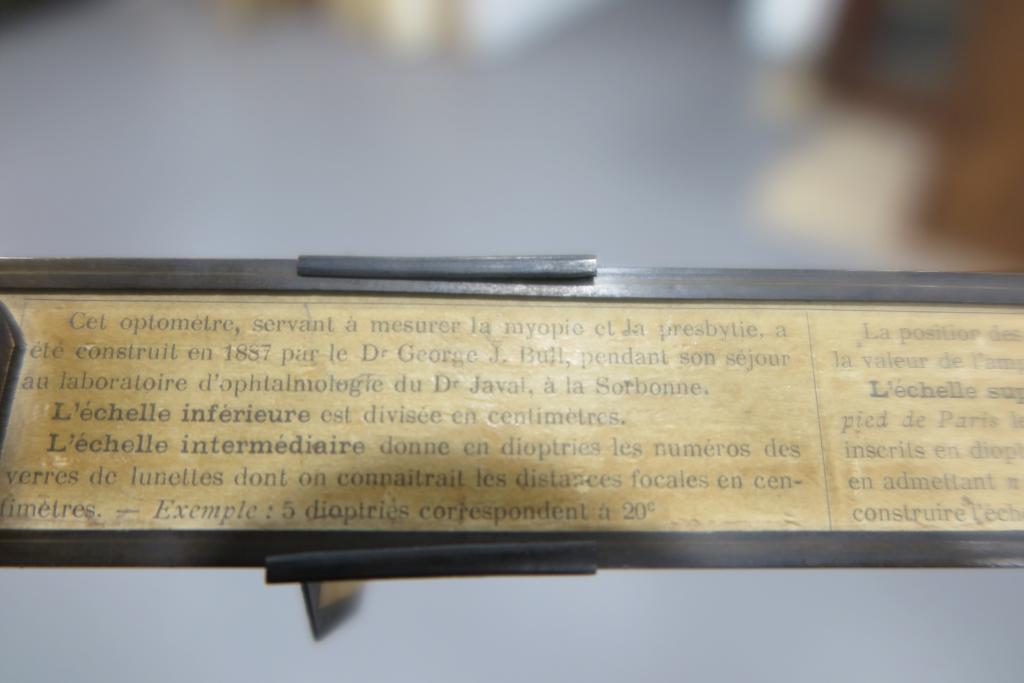 Cet optomètre, servant à mesurer la myopie et la presbytie, a
été construit en 1887 par le Dr George J. Bull, pendant son séjour
au laboratoire d'ophtalmologie du Dr Javal, à la Sorbonne.
L'échelle inférieure est divisée en centimètres.
L'échelle intermédiaire donne en dioptries les numéros des
verres de lunettes dont on connaîtrait les distances focales en cen-
timètres. — Exemple : 5 dioptries correspondent à 20c
La position des
la valeur de l'amp
L'échelle sup
pied de Paris le
inscrits en diopt
en admettant n
construire l'éche